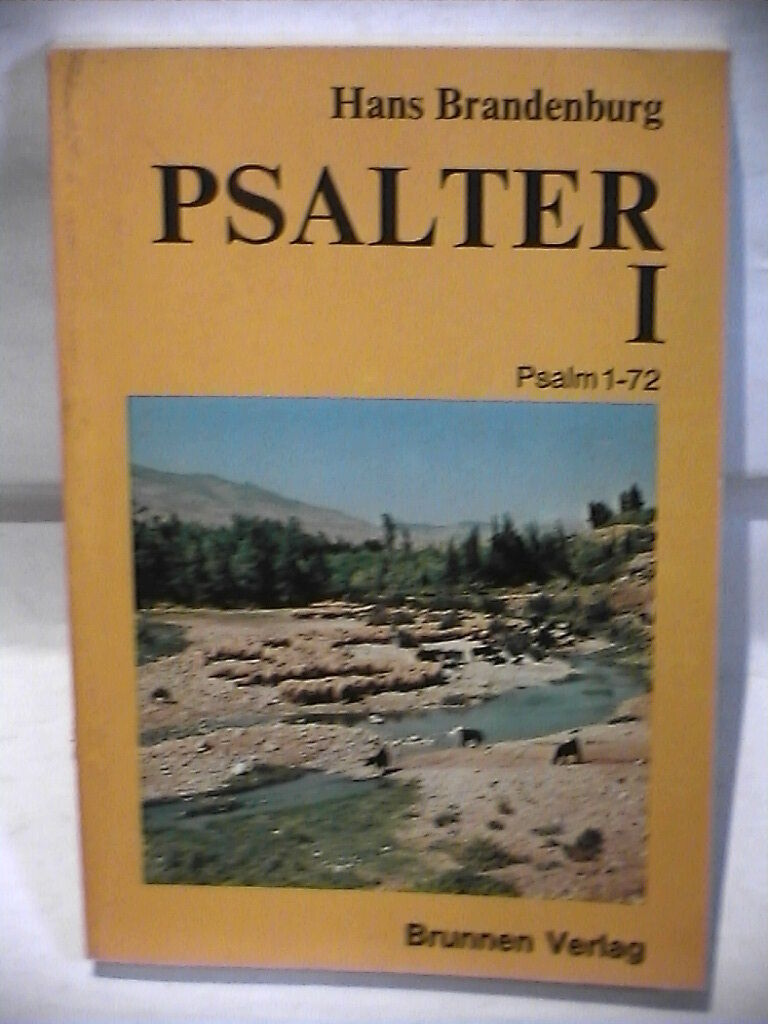 Hans Brandenburg
PSALTER
I
Psalm 1-72
Brunnen Verlag